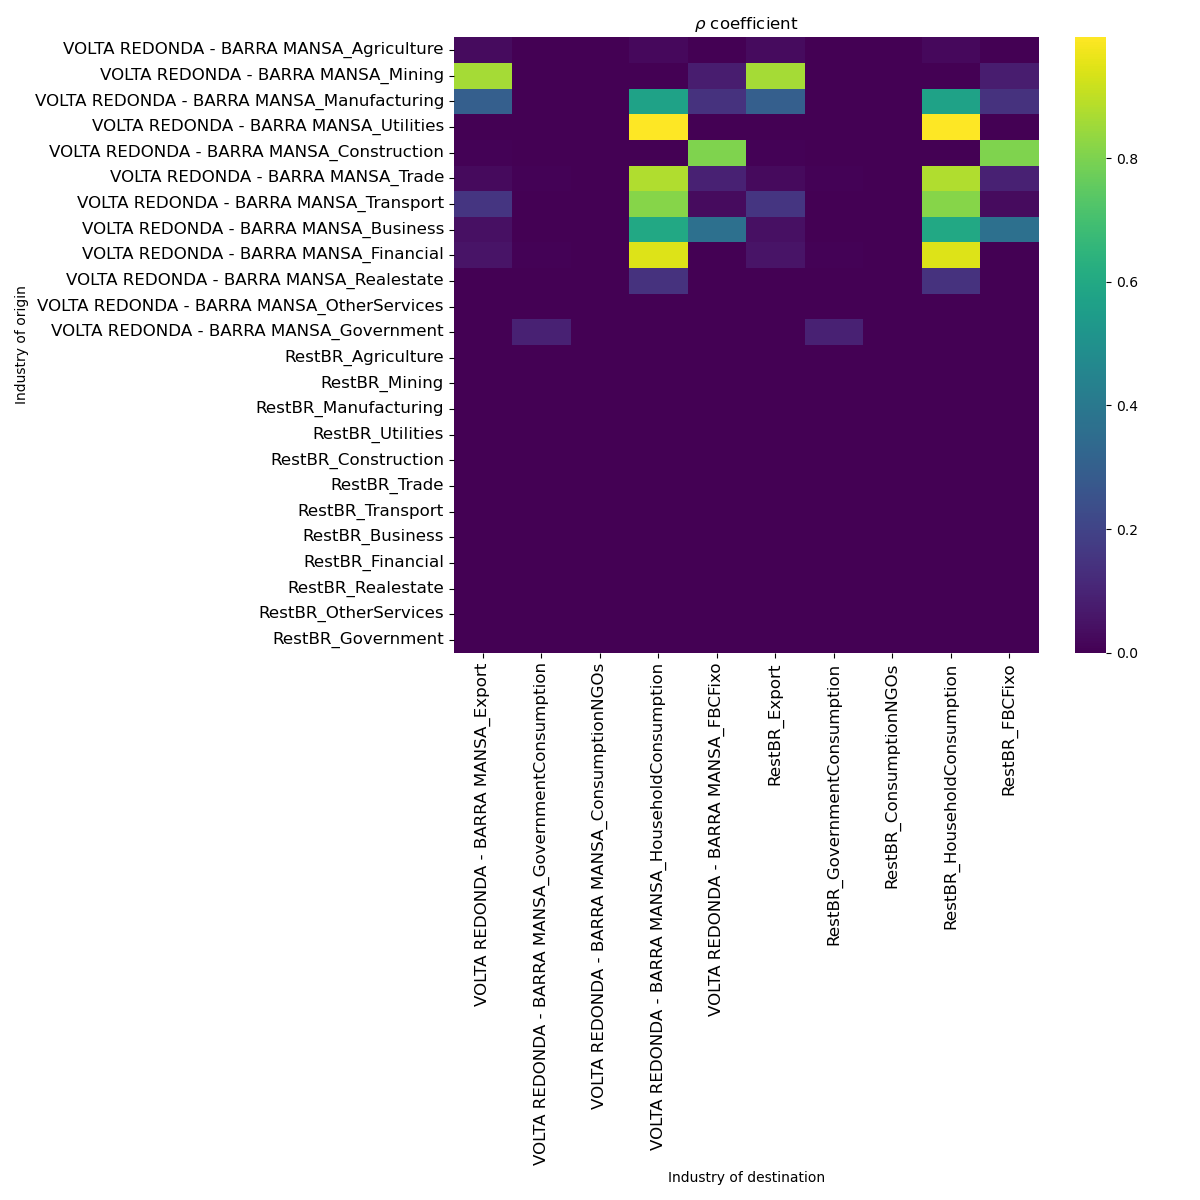 ρ coefficient
VOLTA REDONDA - BARRA MANSA_Agriculture
VOLTA REDONDA - BARRA MANSA_Mining
VOLTA REDONDA - BARRA MANSA_Manufacturing
VOLTA REDONDA - BARRA MANSA_Utilities
VOLTA REDONDA - BARRA MANSA_Construction
VOLTA REDONDA - BARRA MANSA_Trade
VOLTA REDONDA - BARRA MANSA_Transport
VOLTA REDONDA - BARRA MANSA_Business
VOLTA REDONDA - BARRA MANSA_Financial
VOLTA REDONDA - BARRA MANSA_Realestate
VOLTA REDONDA - BARRA MANSA_OtherServices
VOLTA REDONDA - BARRA MANSA_Government
RestBR_Agriculture
RestBR_Mining
RestBR_Manufacturing
RestBR_Utilities
RestBR_Construction
RestBR_Trade
RestBR_Transport
RestBR_Business
RestBR_Financial
RestBR_Realestate
RestBR_OtherServices
RestBR_Government
Industry of origin
VOLTA REDONDA - BARRA MANSA_Export
VOLTA REDONDA - BARRA MANSA_GovernmentConsumption
VOLTA REDONDA - BARRA MANSA_ConsumptionNGOs
VOLTA REDONDA - BARRA MANSA_HouseholdConsumption
VOLTA REDONDA - BARRA MANSA_FBCFixo
RestBR_Export
RestBR_GovernmentConsumption
RestBR_ConsumptionNGOs
RestBR_HouseholdConsumption
RestBR_FBCFixo
Industry of destination
0.8
0.6
0.4
0.2
0.0